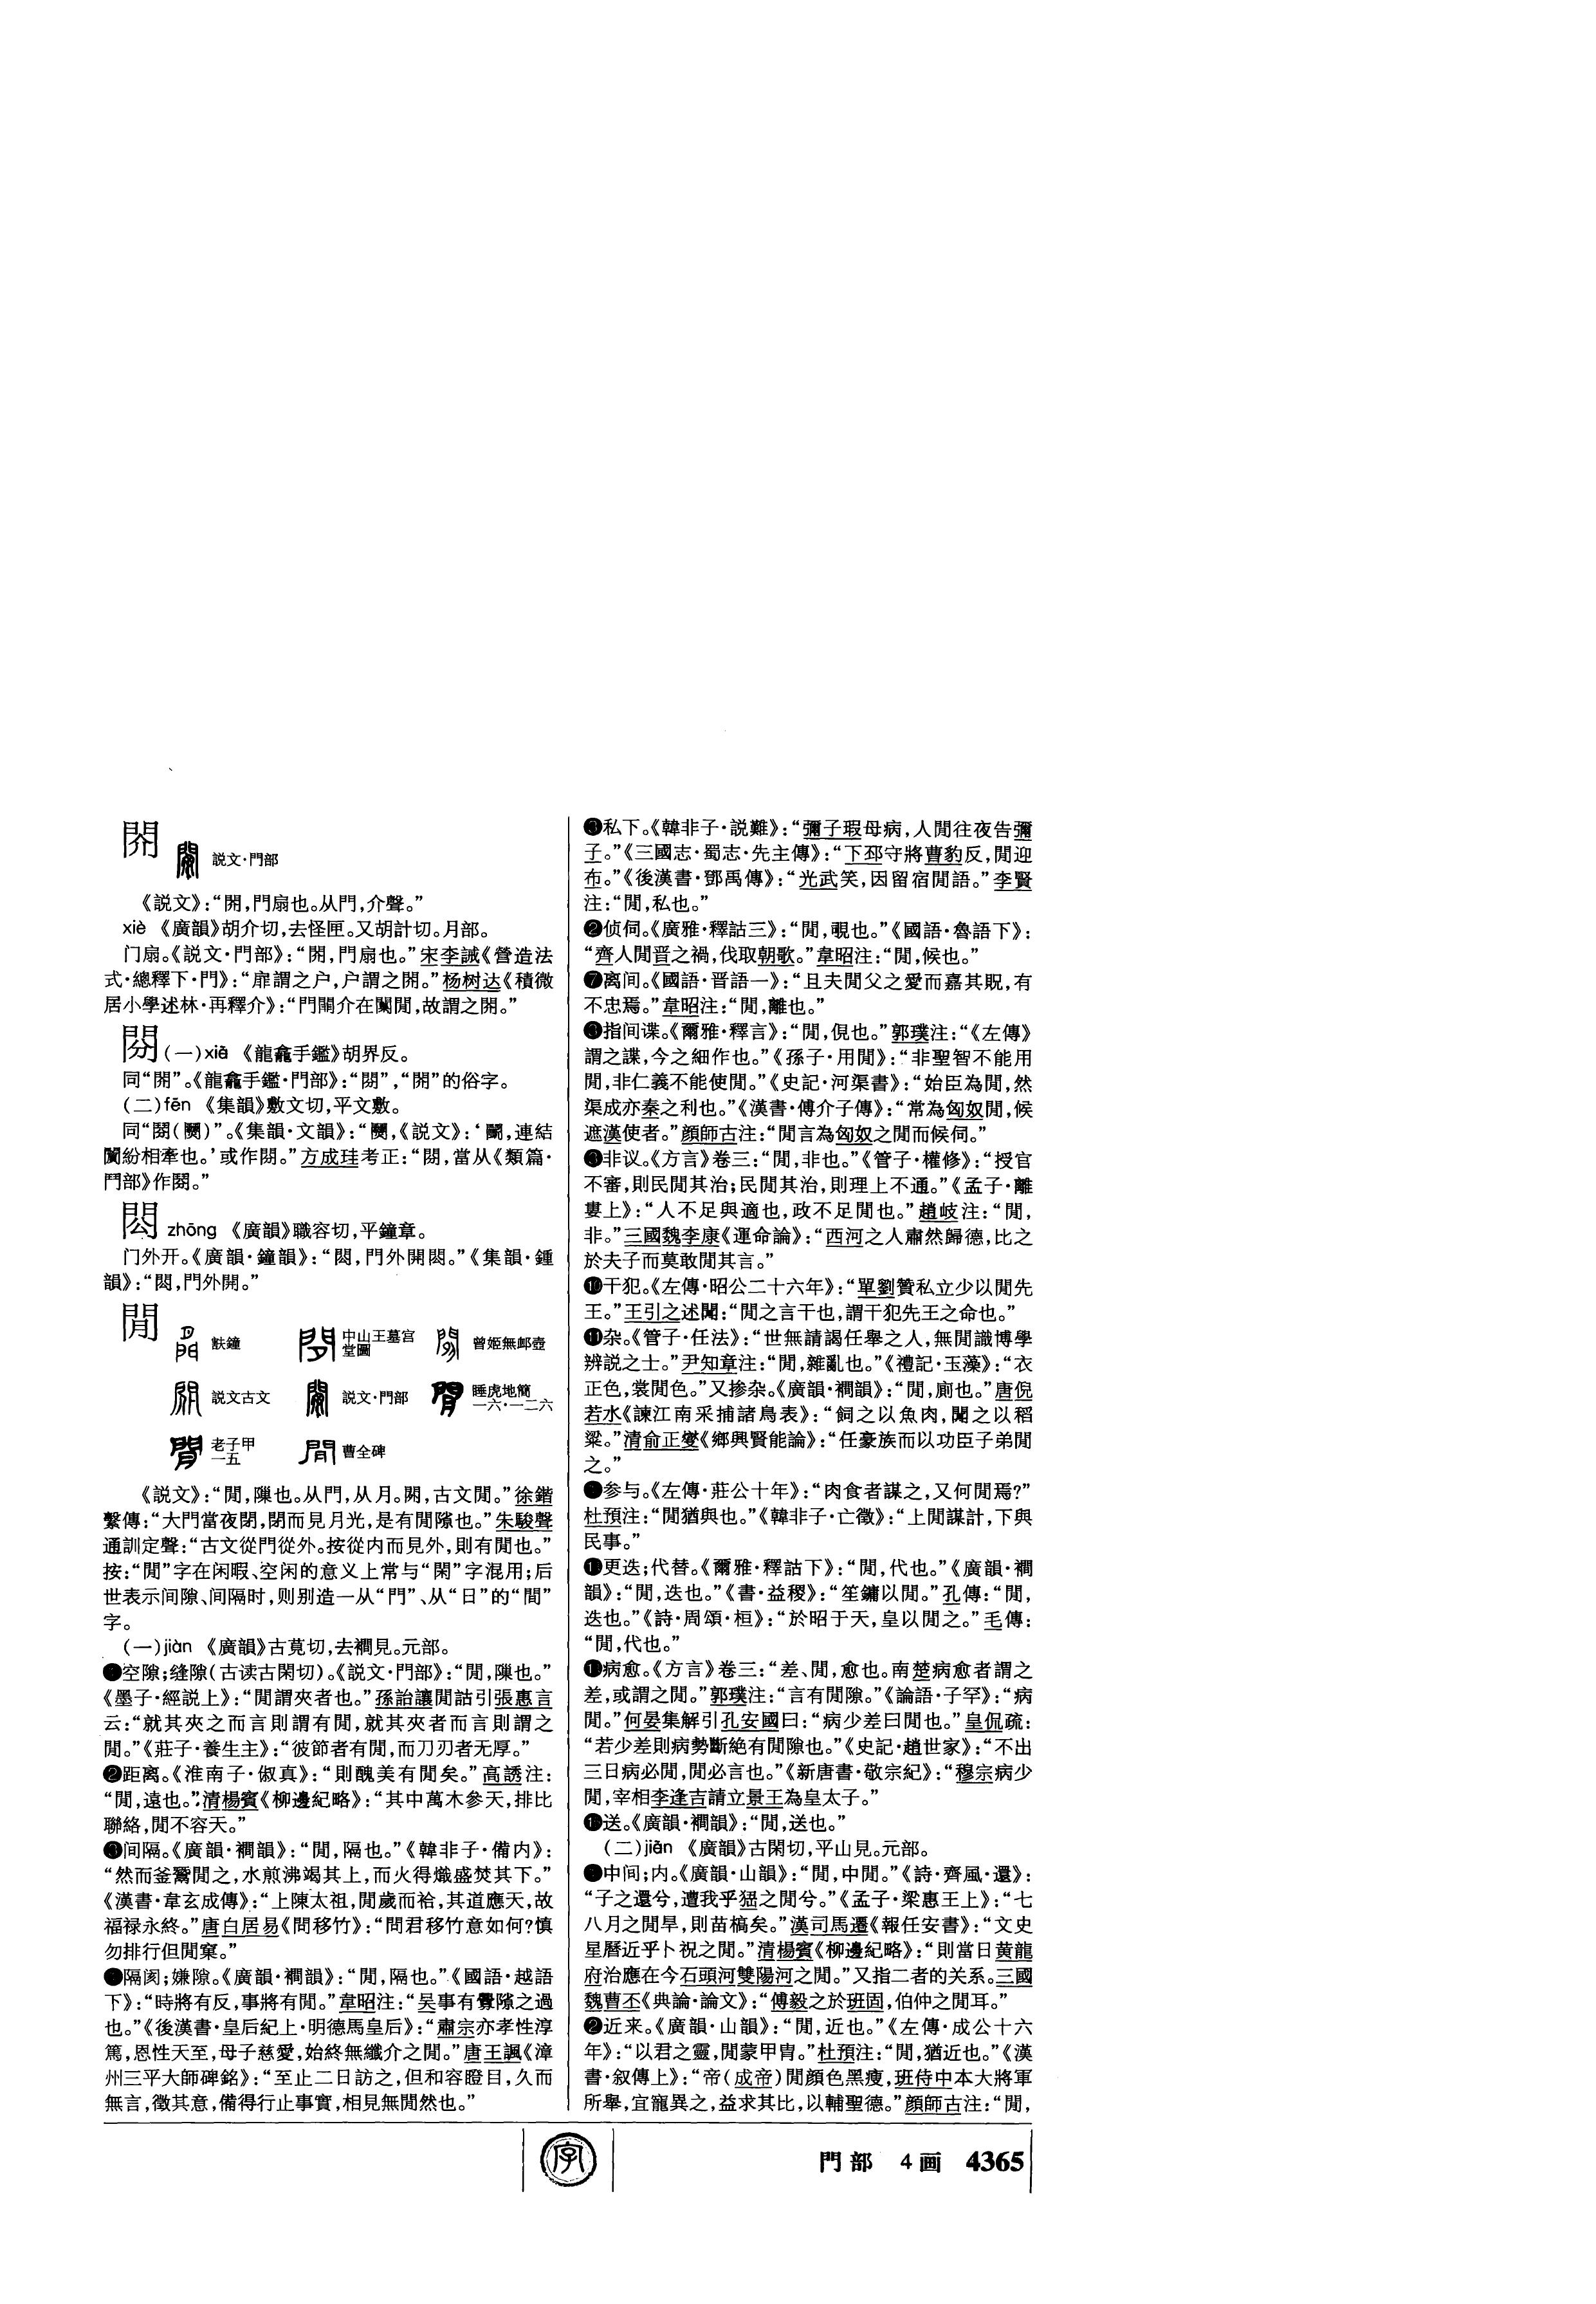 閞
説文·門部
《説文》:“䦏,門扇也。从門,介聲。”
xiè 《廣韻》胡介切,去怪匣。又胡計切。月部。
门扇。《説文·門部》:“䦏,門扇也。”宋李誡《營造法
式·總釋下·門》:“扉謂之户,户謂之䦏。”杨树达《積微
居小學述林·再釋介》:“門䦏介在闑閒,故謂之䦏。”
閖(一)xiè 《龍龕手鑑》胡界反。
同“䦏”。《龍龕手鑑·門部》:“閍”,“䦏”的俗字。
(二)fēn 《集韻》敷文切,平文敷。
zhōng 《廣韻》職容切,平鐘章。
门外开。《廣韻·鐘韻》:“閎,門外開閎。”《集韻·鍾
閒
㝬鐘
中山王墓宫
堂圖
曾姬無卹壺
説文古文
説文·門部
睡虎地簡
一六·一二六
老子甲
一五
曹全碑
《説文》:“閒,隟也。从門,从月。𨳢,古文閒。”徐鍇
繫傳:“大門當夜閉,閉而見月光,是有閒隙也。”朱駿聲
通訓定聲:“古文從門從外。按從内而見外,則有閒也。”
按:“閒”字在闲暇、空闲的意义上常与“閑”字混用;后
世表示间隙、间隔时,则别造一从“門”、从“日”的“間”
字。
(一)jiàn 《廣韻》古莧切,去襇見。元部。
❶空隙;缝隙(古读古閑切)。《説文·門部》:“閒,隟也。”
《墨子·經説上》:“閒謂夾者也。”孫詒讓閒詁引張惠言
云:“就其夾之而言則謂有閒,就其夾者而言則謂之
閒。”《莊子·養生主》:“彼節者有閒,而刀刃者无厚。”
❷距离。《淮南子·俶真》:“則醜美有閒矣。”高誘注:
“閒,遠也。”清楊賓《柳邊紀略》:“其中萬木參天,排比
聯絡,閒不容天。”
❸间隔。《廣韻·襇韻》:“閒,隔也。”《韓非子·備内》:
“然而釜鬵閒之,水煎沸竭其上,而火得熾盛焚其下。”
《漢書·韋玄成傳》:“上陳太祖,閒歲而祫,其道應天,故
福禄永終。”唐白居易《問移竹》:“問君移竹意如何?慎
勿排行但閒窠。”
❹隔阂;嫌隙。《廣韻·襇韻》:“閒,隔也。”《國語·越語
下》:“時將有反,事將有閒。”韋昭注:“吴事有釁隙之過
也。”《後漢書·皇后紀上·明德馬皇后》:“肅宗亦孝性淳
篤,恩性天至,母子慈愛,始終無纖介之閒。”唐王諷《漳
州三平大師碑銘》:“至止二日訪之,但和容瞪目,久而
無言,徵其意,備得行止事實,相見無閒然也。”
❺私下。《韓非子·説難》:“彌子瑕母病,人閒往夜告彌
子。”《三國志·蜀志·先主傳》:“下邳守將曹豹反,閒迎
布。”《後漢書·鄧禹傳》:“光武笑,因留宿閒語。”李賢
注:“閒,私也。”
❻侦伺。《廣雅·釋詁三》:“閒,覗也。”《國語·魯語下》:
“齊人閒晋之禍,伐取朝歌。”韋昭注:“閒,候也。”
❼离间。《國語·晋語一》:“且夫閒父之愛而嘉其貺,有
不忠焉。”韋昭注:“閒,離也。”
❽指间谍。《爾雅·釋言》:“閒,俔也。”郭璞注:“《左傳》
謂之諜,今之細作也。”《孫子·用閒》:“非聖智不能用
閒,非仁義不能使閒。”《史記·河渠書》:“始臣為閒,然
渠成亦秦之利也。”《漢書·傅介子傳》:“常為匈奴閒,候
遮漢使者。”顔師古注:“閒言為匈奴之閒而候伺。”
❾非议。《方言》卷三:“閒,非也。”《管子·權修》:“授官
不審,則民閒其治;民閒其治,則理上不通。”《孟子·離
婁上》:“人不足與適也,政不足閒也。”趙岐注:“閒,
非。”三國魏李康《運命論》:“西河之人肅然歸德,比之
於夫子而莫敢閒其言。”
❿干犯。《左傳·昭公二十六年》:“單劉贊私立少以閒先
王。”王引之述聞:“閒之言干也,謂干犯先王之命也。”
⓫杂。《管子·任法》:“世無請謁任舉之人,無閒識博學
辨説之士。”尹知章注:“閒,雜亂也。”《禮記·玉藻》:“衣
正色,裳閒色。”又掺杂。《廣韻·襇韻》:“閒,廁也。”唐倪
若水《諫江南采捕諸鳥表》:“飼之以魚肉,閒之以稻
粱。”清俞正燮《鄉興賢能論》:“任豪族而以功臣子弟閒
之。”
⓬参与。《左傳·莊公十年》:“肉食者謀之,又何閒焉?”
杜預注:“閒猶與也。”《韓非子·亡徵》:“上閒謀計,下與
民事。”
⓭更迭;代替。《爾雅·釋詁下》:“閒,代也。”《廣韻·襇
韻》:“閒,迭也。”《書·益稷》:“笙鏞以閒。”孔傳:“閒,
迭也。”《詩·周頌·桓》:“於昭于天,皇以閒之。”毛傳:
“閒,代也。”
⓮病愈。《方言》卷三:“差、閒,愈也。南楚病愈者謂之
差,或謂之閒。”郭璞注:“言有閒隙。”《論語·子罕》:“病
閒。”何晏集解引孔安國曰:“病少差曰閒也。”皇侃疏:
“若少差則病勢斷絶有閒隙也。”《史記·趙世家》:“不出
三日病必閒,閒必言也。”《新唐書·敬宗紀》:“穆宗病少
閒,宰相李逢吉請立景王為皇太子。”
⓯送。《廣韻·襇韻》:“閒,送也。”
(二)jiān 《廣韻》古閑切,平山見。元部。
❶中间;内。《廣韻·山韻》:“閒,中閒。”《詩·齊風·還》:
“子之還兮,遭我乎峱之閒兮。”《孟子·梁惠王上》:“七
八月之閒旱,則苗槁矣。”漢司馬遷《報任安書》:“文史
星曆近乎卜祝之閒。”清楊賓《柳邊紀略》:“則當日黄龍
府治應在今石頭河雙陽河之閒。”又指二者的关系。三國
魏曹丕《典論·論文》:“傅毅之於班固,伯仲之閒耳。”
❷近来。《廣韻·山韻》:“閒,近也。”《左傳·成公十六
年》:“以君之靈,閒蒙甲冑。”杜預注:“閒,猶近也。”《漢
書·叙傳上》:“帝(成帝)閒顔色黑瘦,班侍中本大將軍
所舉,宜寵異之,益求其比,以輔聖德。”顔師古注:“閒,
字
門部 4画 4365